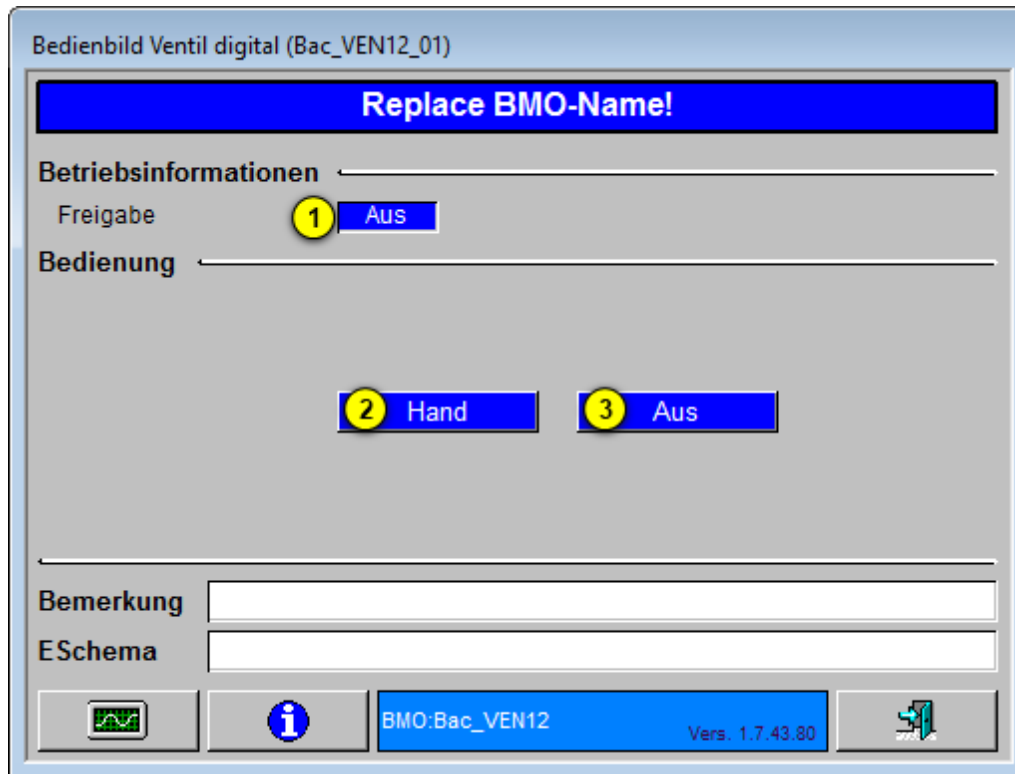 Bedienbild Ventil digital (Bac_VEN12_01)
Replace BMO-Name!
Betriebsinformationen
Freigabe 1 Aus
Bedienung
2 Hand 3 Aus
Bemerkung
ESchema
i BMO:Bac_VEN12 Vers. 1.7.43.80